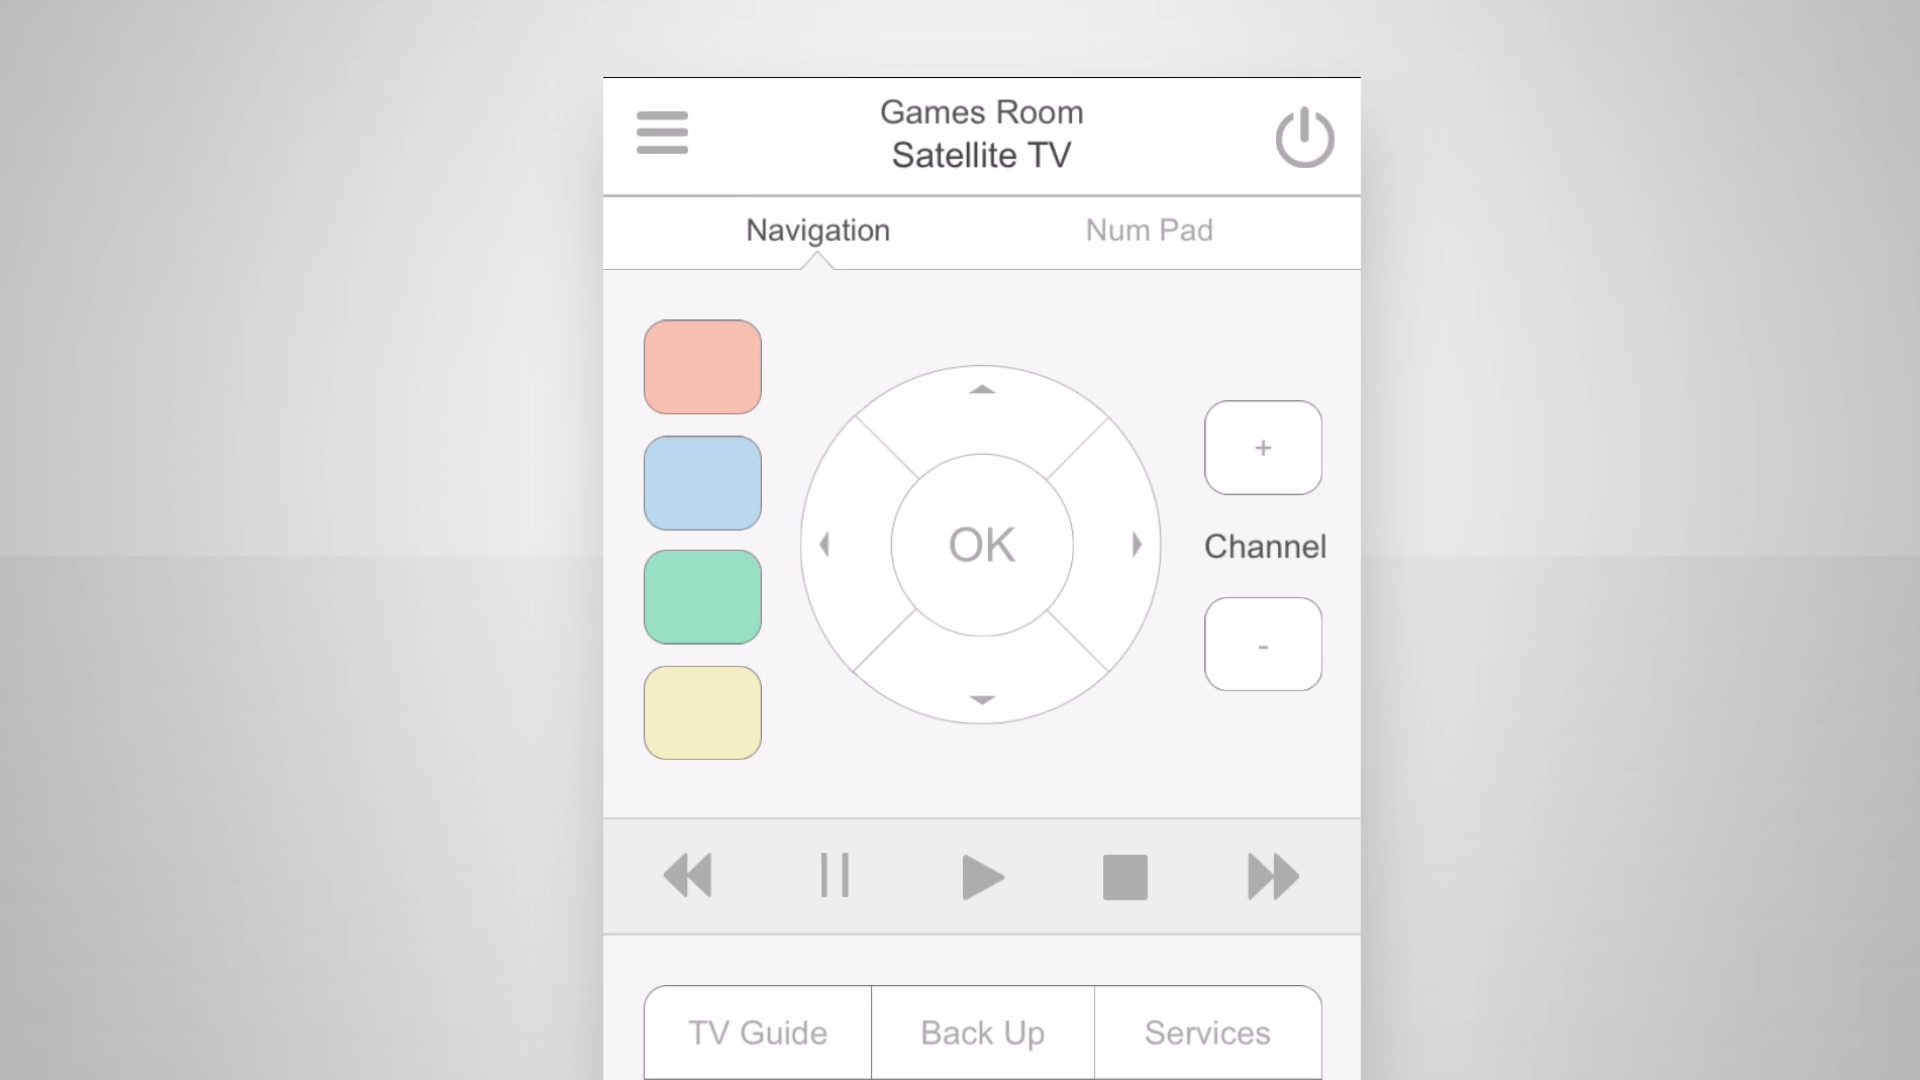 Games Room
Satellite TV
Navigation
Num Pad
+
OK
Channel
-
TV Guide
Back Up
Services